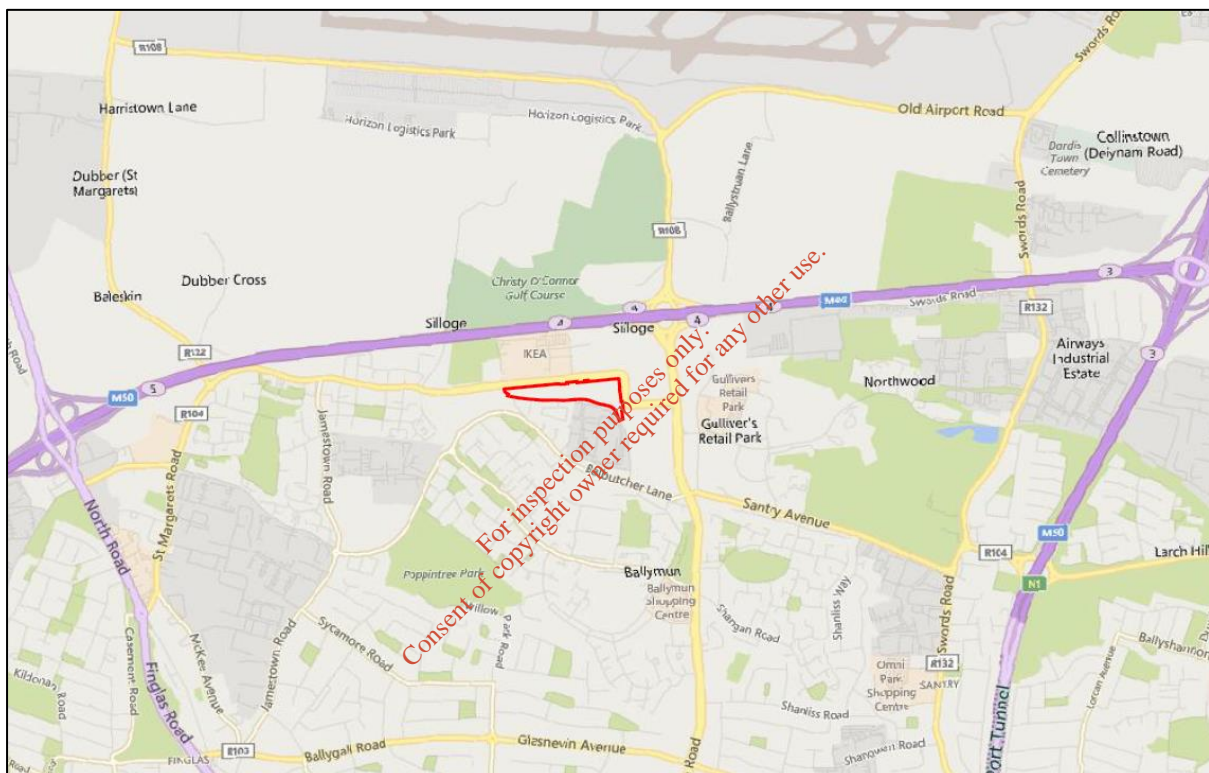 R108
Swords Road
Harristown Lane
Horizon Logistics Park
Horizon Logistics Park
Old Airport Road
Collinstown
(Deiynam Road)
Dardis
Town
Cemetery
Dubber (St
Margarets)
Ballystruan Lane
Swords Road
R108
Dubber Cross
Christy O'Connor
Golf Course
Baleskin
Silloge
4
4
4
Silloge
3
Swords Road
R132
Airways
Industrial
Estate
R122
IKEA
3
M50
5
R104
Gullivers
Retail
Park
Northwood
Gulliver's
Retail Park
Jamestown Road
St Margarets Road
North Road
Balbutcher Lane
Santry Avenue
M50
R104
Larch Hill
N1
Poppintree Park
Ballymun
Ballymun
Shopping
Centre
Willow
Park Road
Shangan Road
Shanliss Way
Swords Road
Sycamore Road
McKee Avenue
Jamestown Road
Casement Road
Finglas Road
Kildonan Road
Omni
Park
Shopping
Centre
R132
SANTRY
Shanliss Road
Shanowen Road
Port Tunnel
Ballyshannon
Lorcan Avenue
R103
FINGLAS
Ballygall Road
Glasnevin Avenue
For inspection purposes only.
Consent of copyright owner required for any other use.